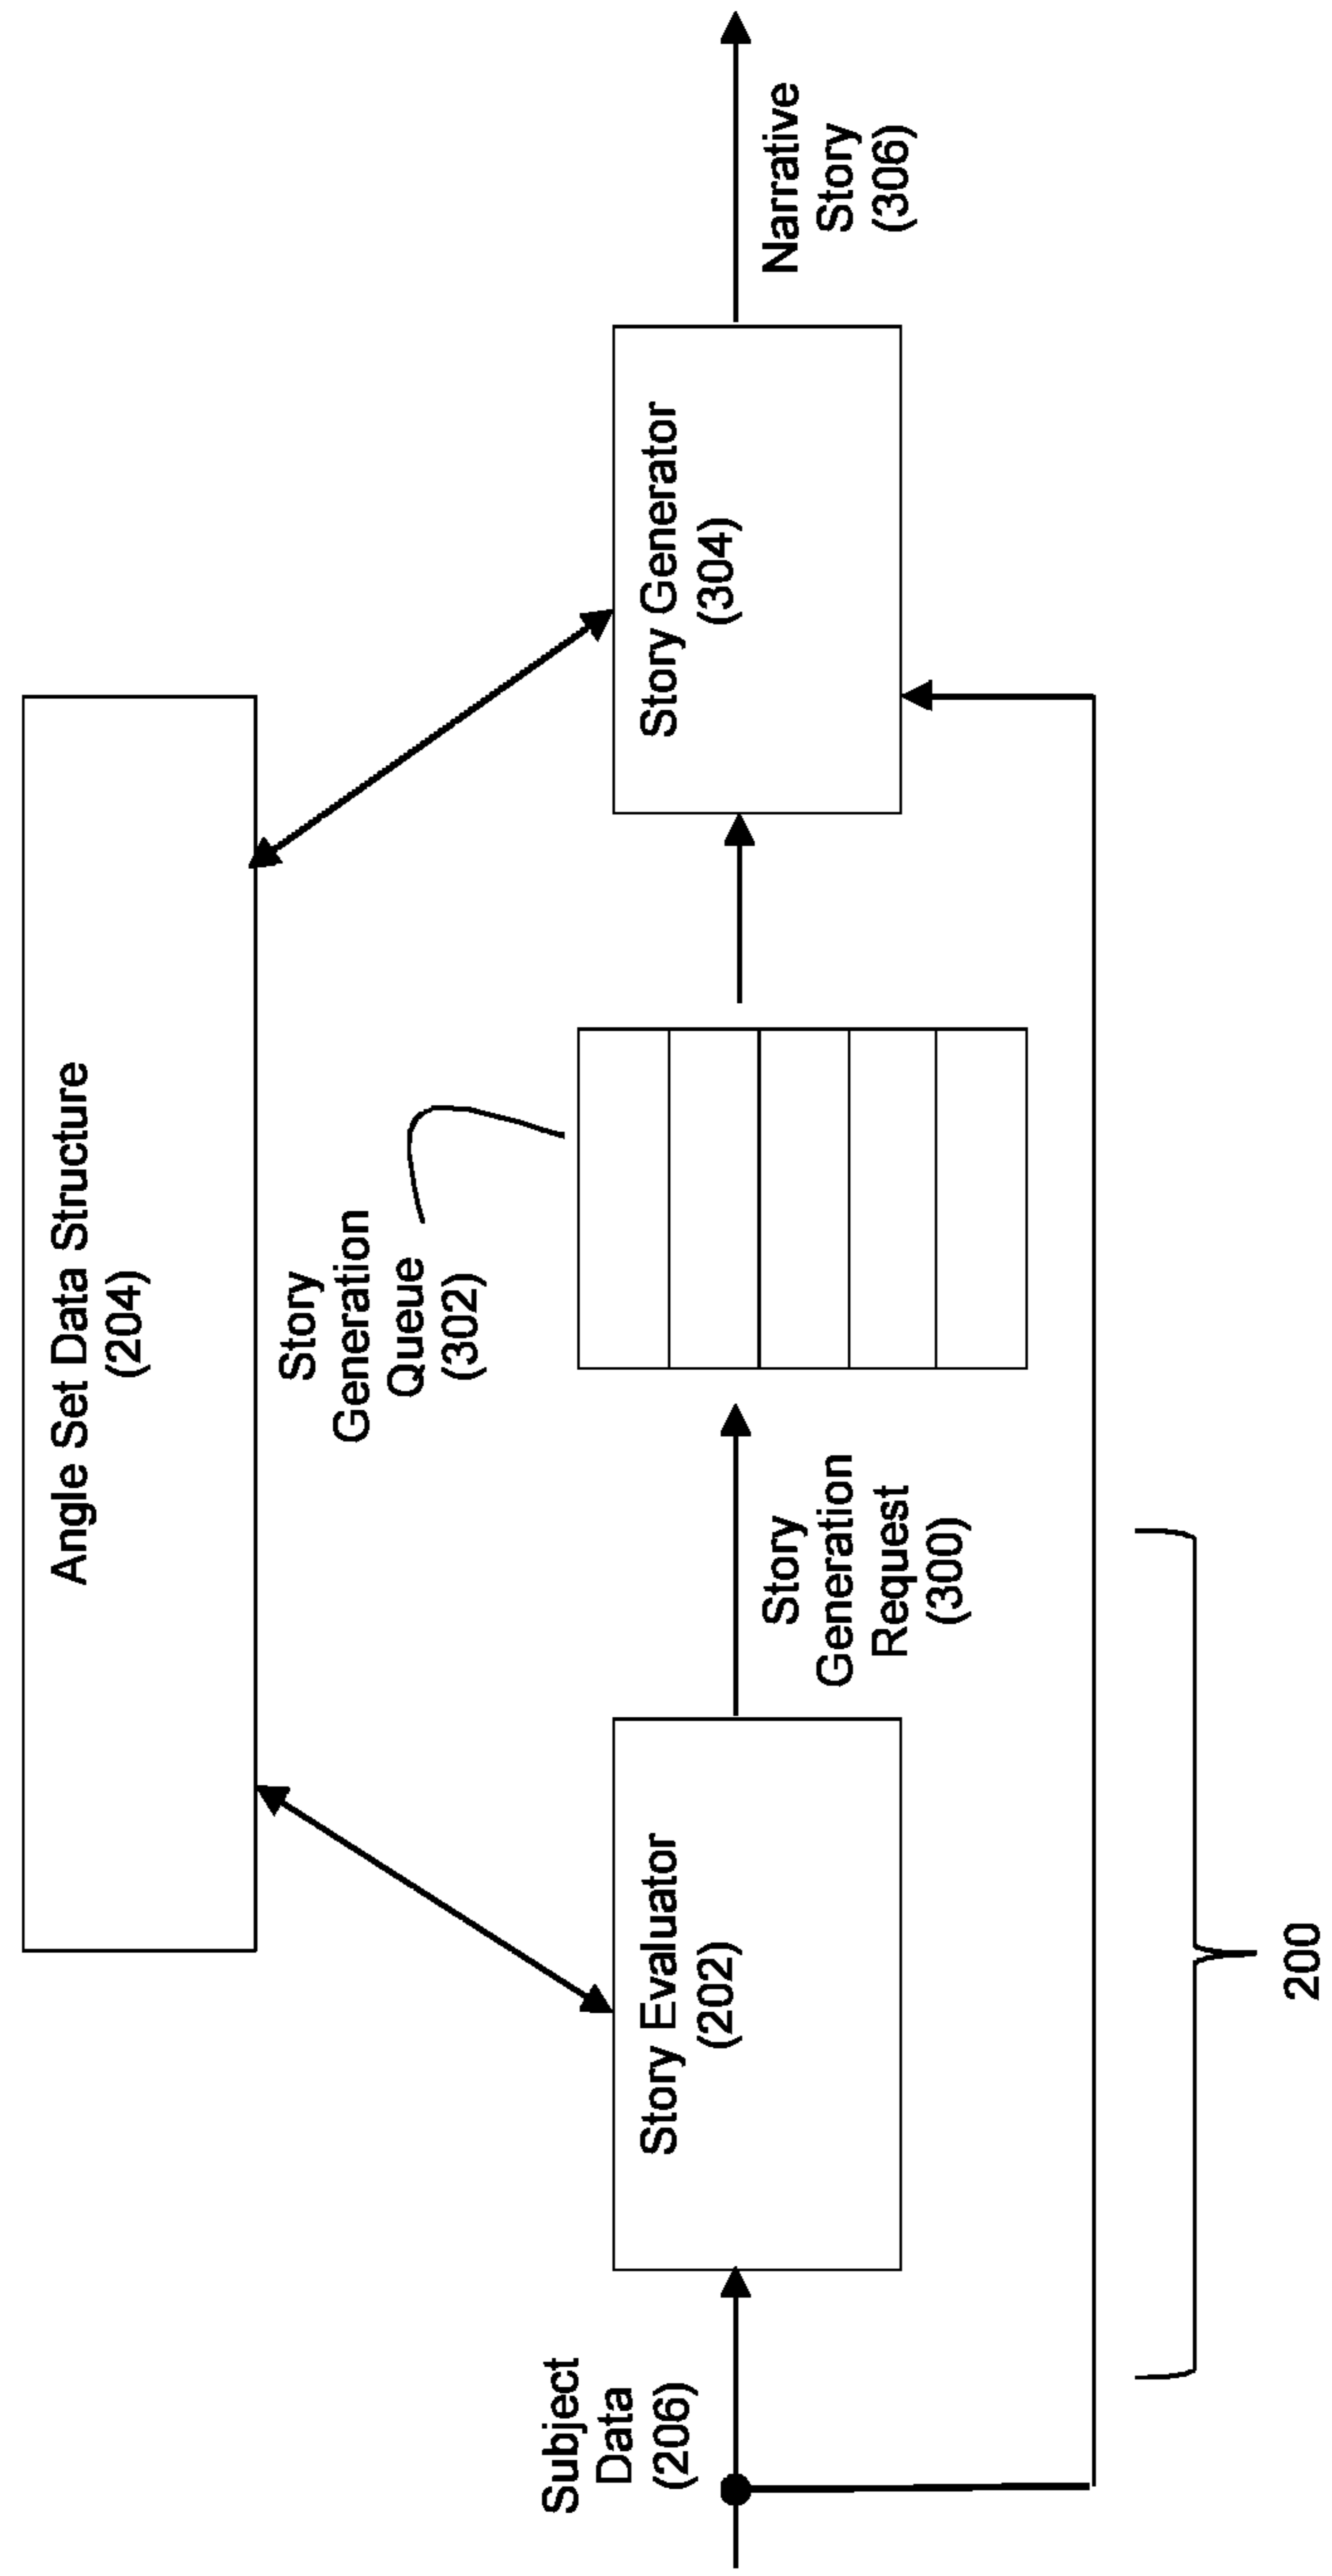 Angle Set Data Structure
(204)
Story
Generation
Queue
(302)
Subject
Data
(206)
Story Evaluator
(202)
Story
Generation
Request
(300)
Story Generator
(304)
Narrative
Story
(306)
200